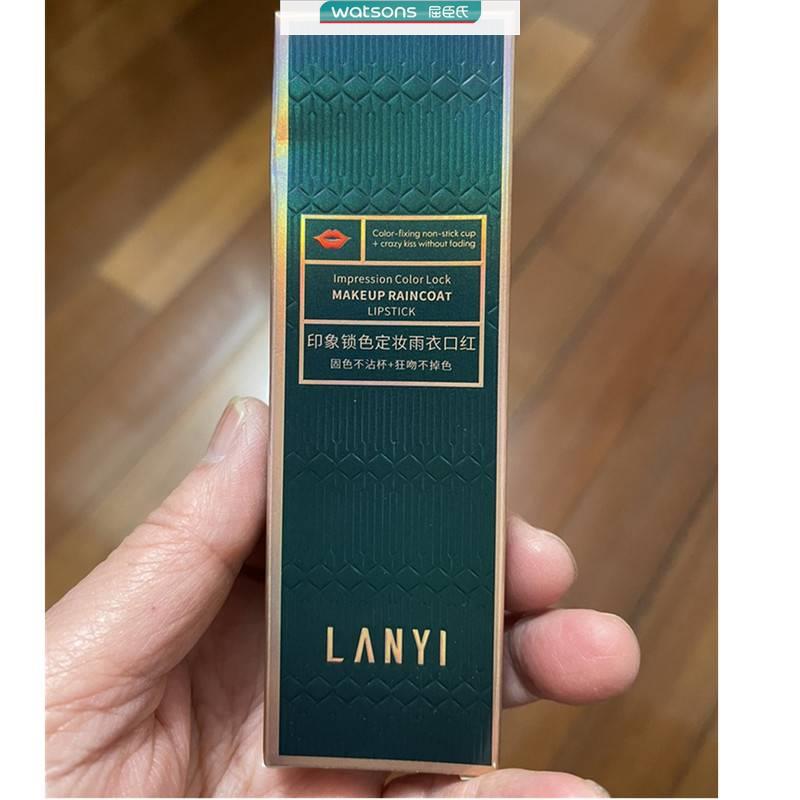 watsons 屈臣氏
Color-fixing non-stick cup
+ crazy kiss without fading
Impression Color Lock
MAKEUP RAINCOAT
LIPSTICK
印象锁色定妆雨衣口红
固色不沾杯+狂吻不掉色
LANYI